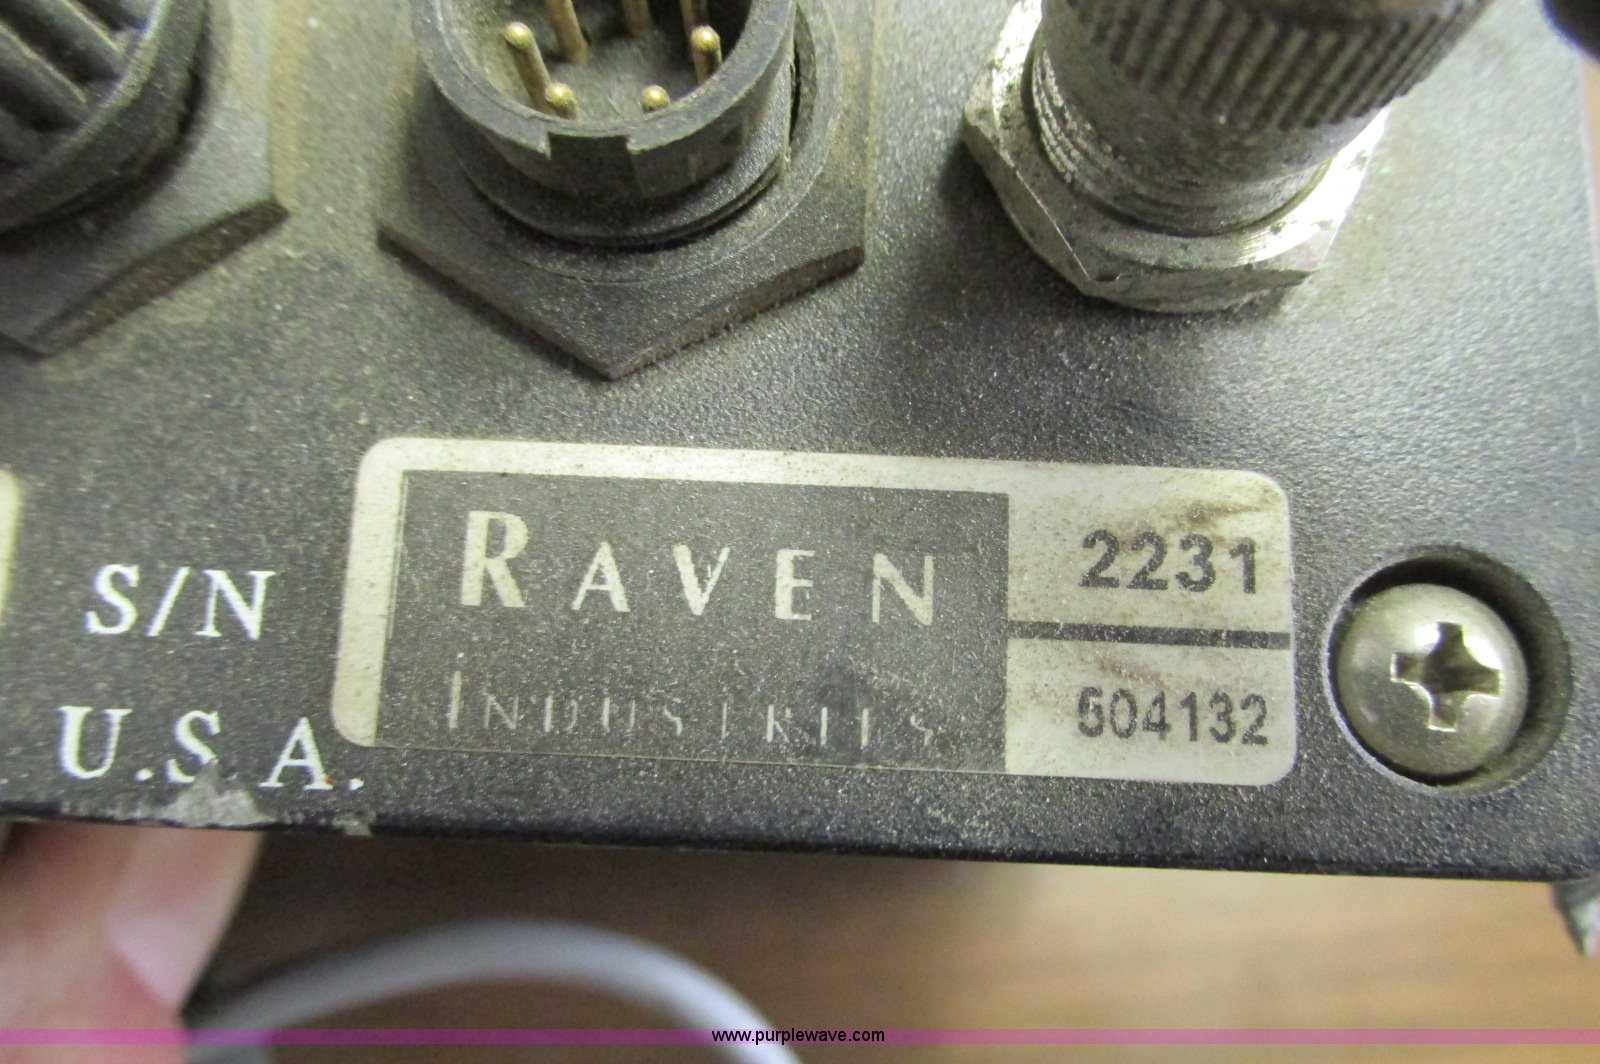 S/N
U.S.A.
RAVEN
INDUSTRIES
2231
504132
www.purplewave.com